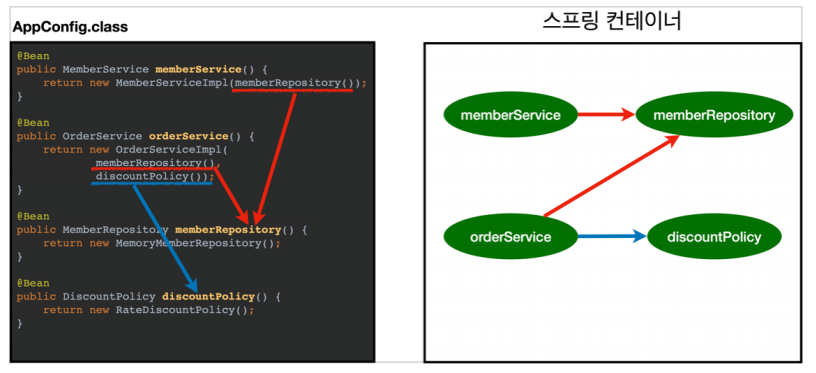 AppConfig.class
@Bean
public MemberService memberService() {
return new MemberServiceImpl(memberRepository());
}
@Bean
public OrderService orderService() {
return new OrderServiceImpl(
memberRepository(),
discountPolicy());
}
@Bean
public MemberRepository memberRepository() {
return new MemoryMemberRepository();
}
@Bean
public DiscountPolicy discountPolicy() {
return new RateDiscountPolicy();
}
스프링 컨테이너
memberService
memberRepository
orderService
discountPolicy